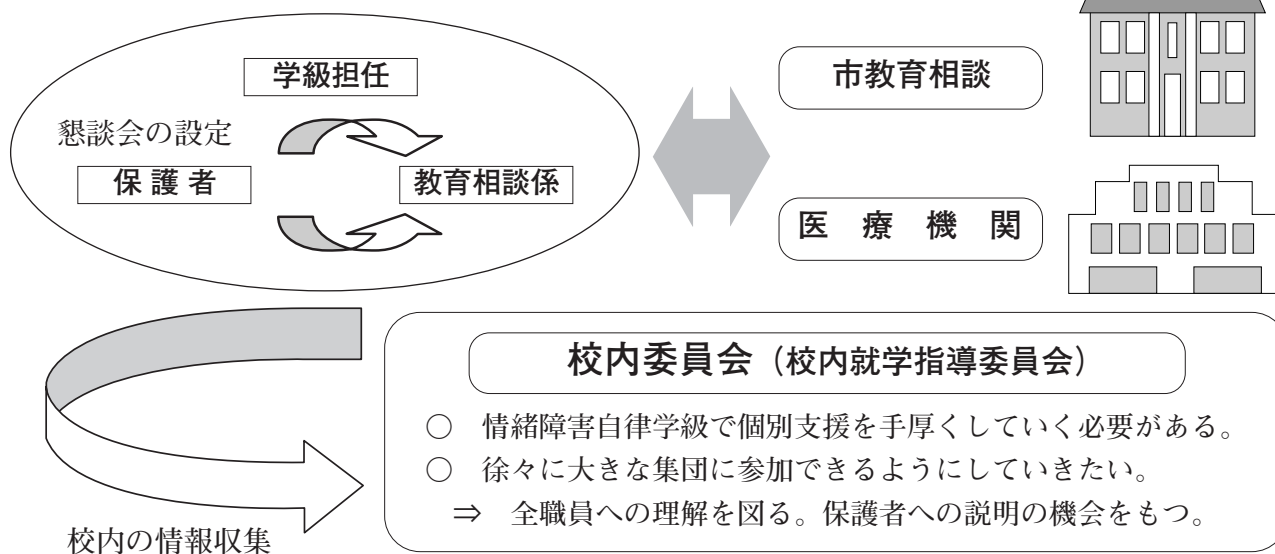 学級担任
懇談会の設定
保護者
教育相談係
市教育相談
医療機関
校内委員会（校内就学指導委員会）
○ 情緒障害自律学級で個別支援を手厚くしていく必要がある。
○ 徐々に大きな集団に参加できるようにしていきたい。
⇒ 全職員への理解を図る。保護者への説明の機会をもつ。
校内の情報収集